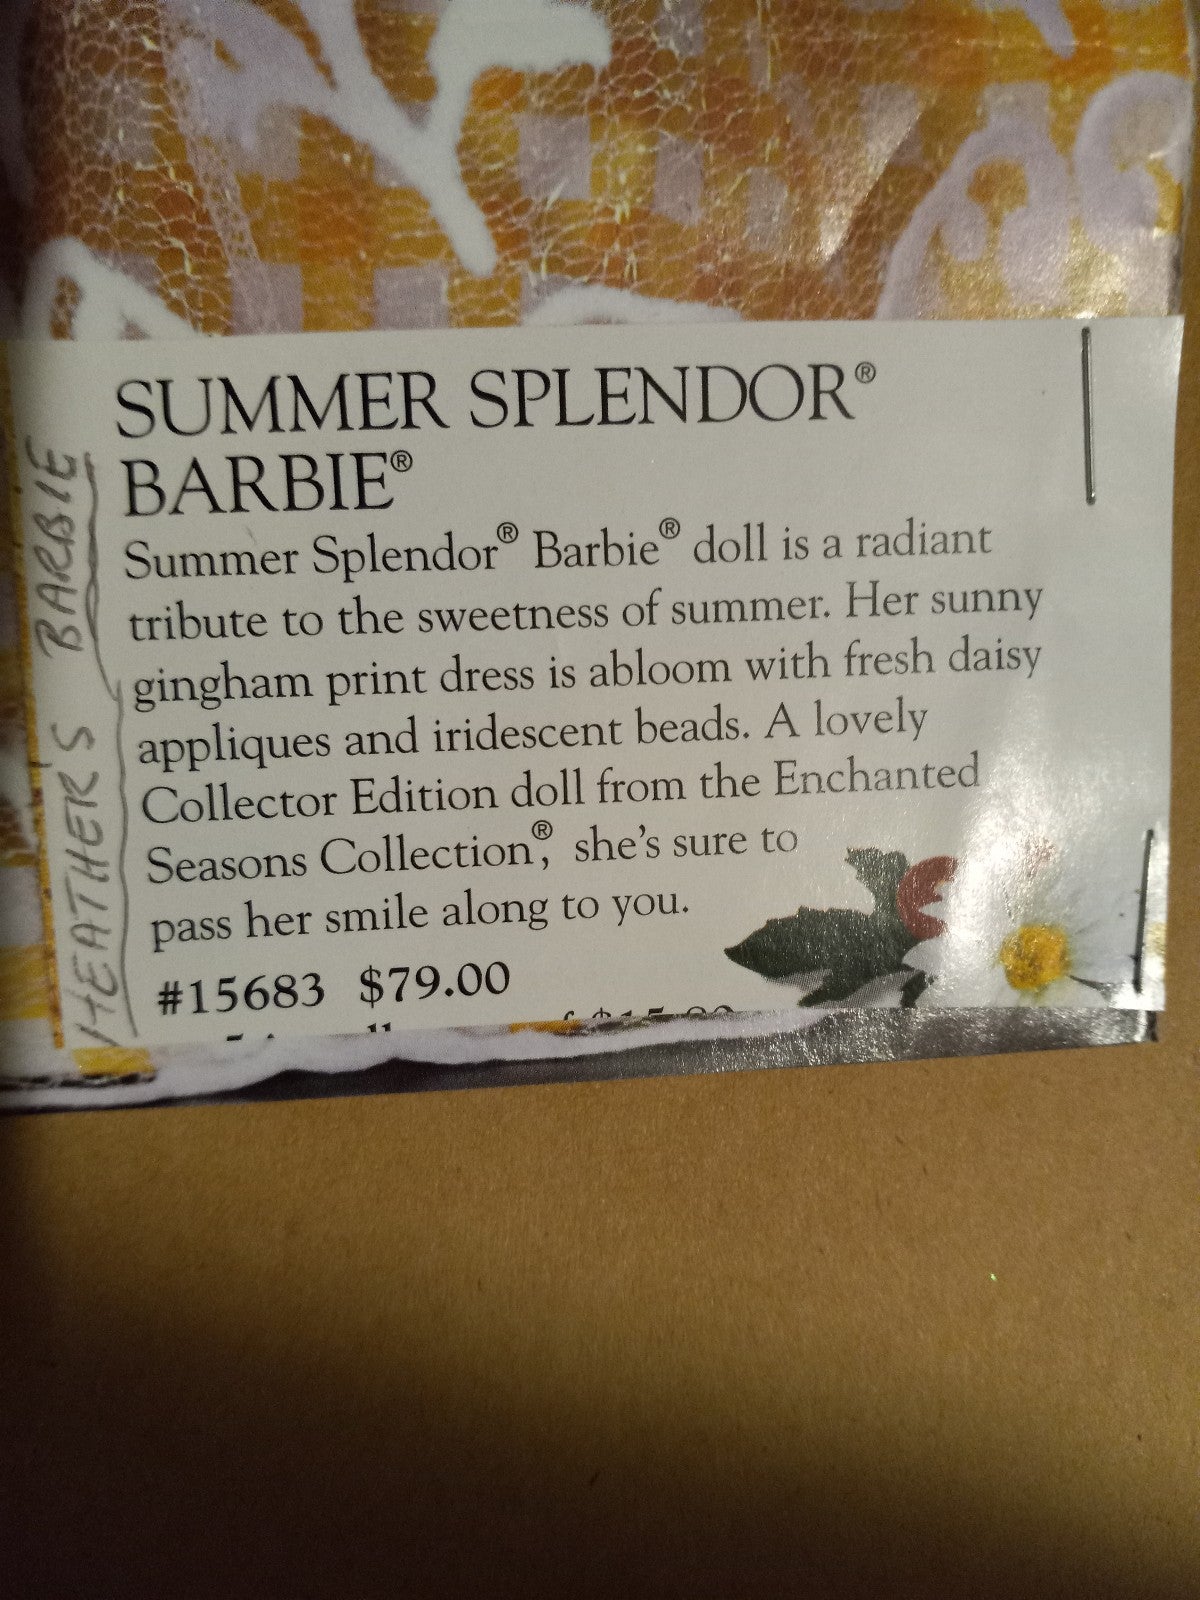 SUMMER SPLENDOR®
BARBIE®
Summer Splendor® Barbie® doll is a radiant
tribute to the sweetness of summer. Her sunny
gingham print dress is abloom with fresh daisy
appliques and iridescent beads. A lovely
Collector Edition doll from the Enchanted
Seasons Collection®, she's sure to
pass her smile along to you.
#15683 $79.00
HEATHER'S BARBIE